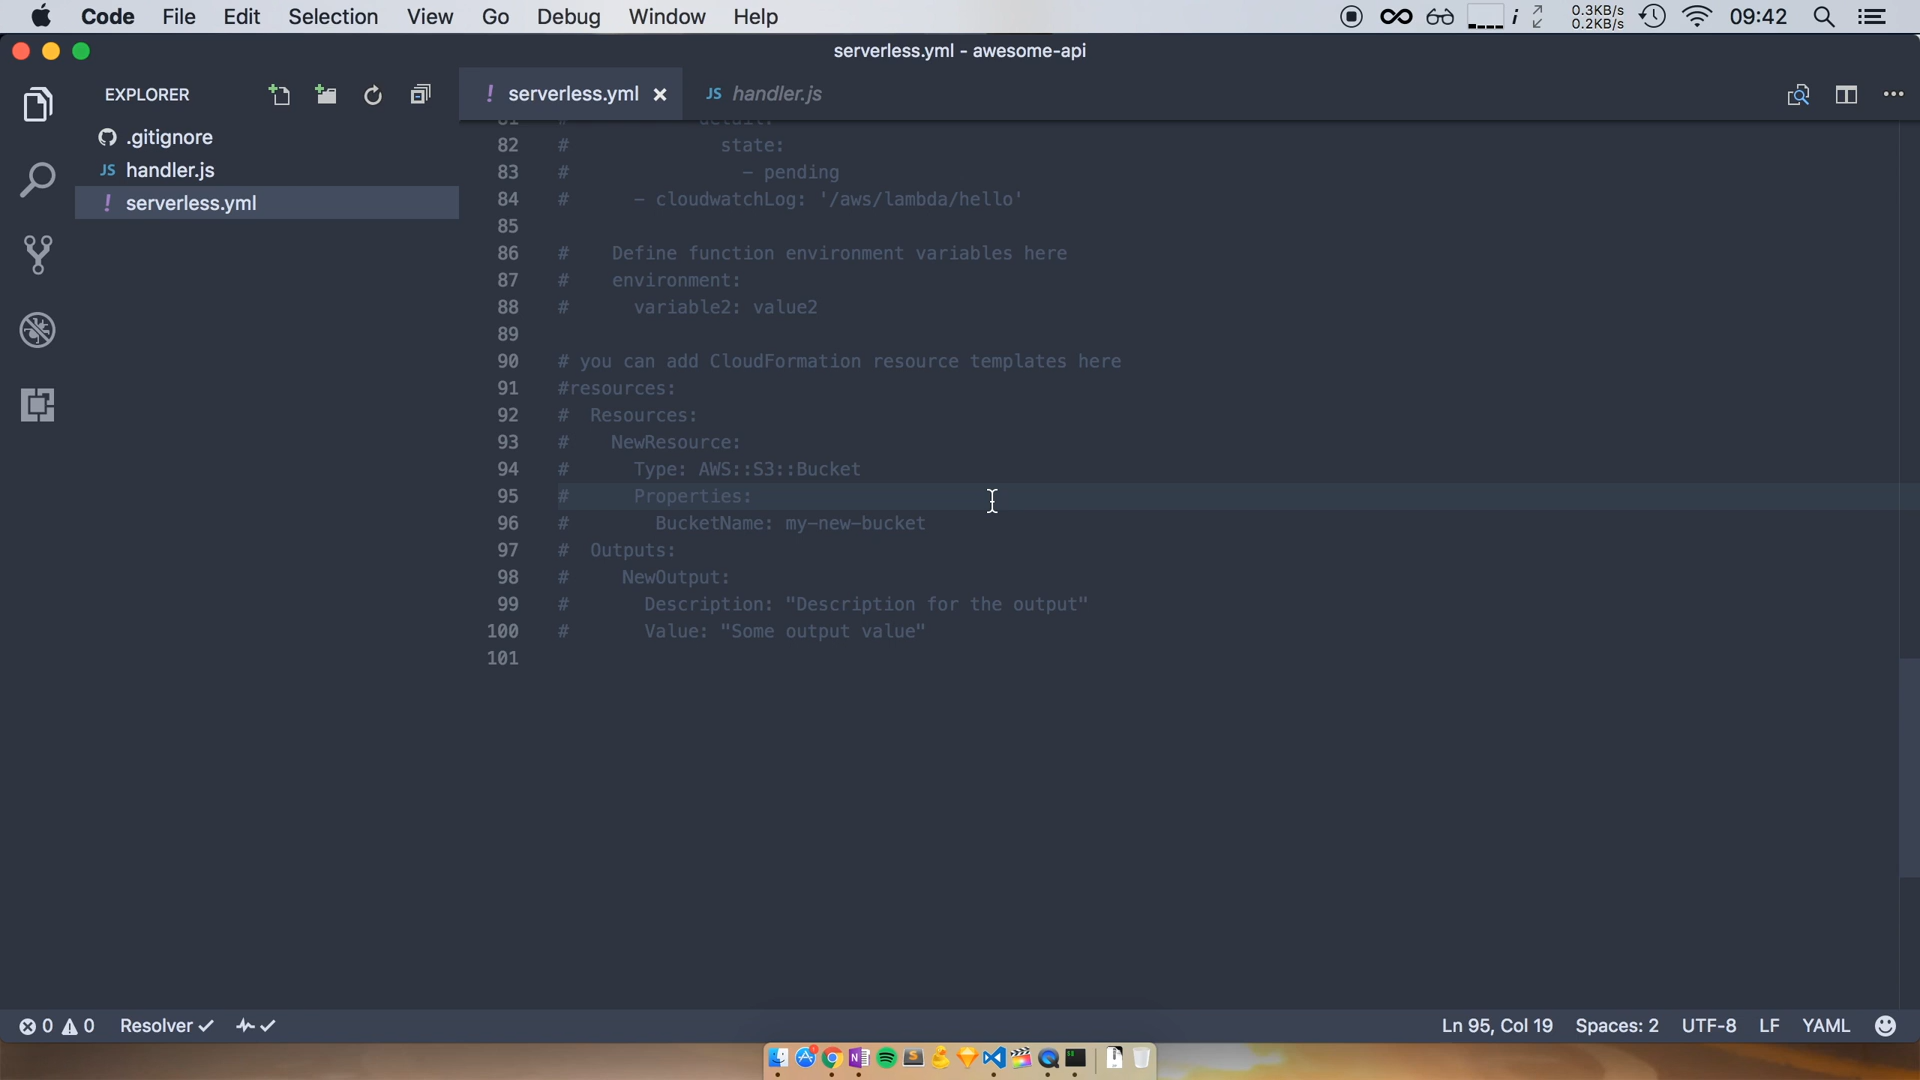 Code File Edit Selection View Go Debug Window Help
0.3KB/s
0.2KB/s
09:42
serverless.yml - awesome-api
EXPLORER
! serverless.yml
JS handler.js
.gitignore
JS handler.js
! serverless.yml
81 # detail:
82 # state:
83 # - pending
84 # - cloudwatchLog: '/aws/lambda/hello'
85
86 # Define function environment variables here
87 # environment:
88 # variable2: value2
89
90 # you can add CloudFormation resource templates here
91 #resources:
92 # Resources:
93 # NewResource:
94 # Type: AWS::S3::Bucket
95 # Properties:
96 # BucketName: my-new-bucket
97 # Outputs:
98 # NewOutput:
99 # Description: "Description for the output"
100 # Value: "Some output value"
101
0 0 Resolver Ln 95, Col 19 Spaces: 2 UTF-8 LF YAML